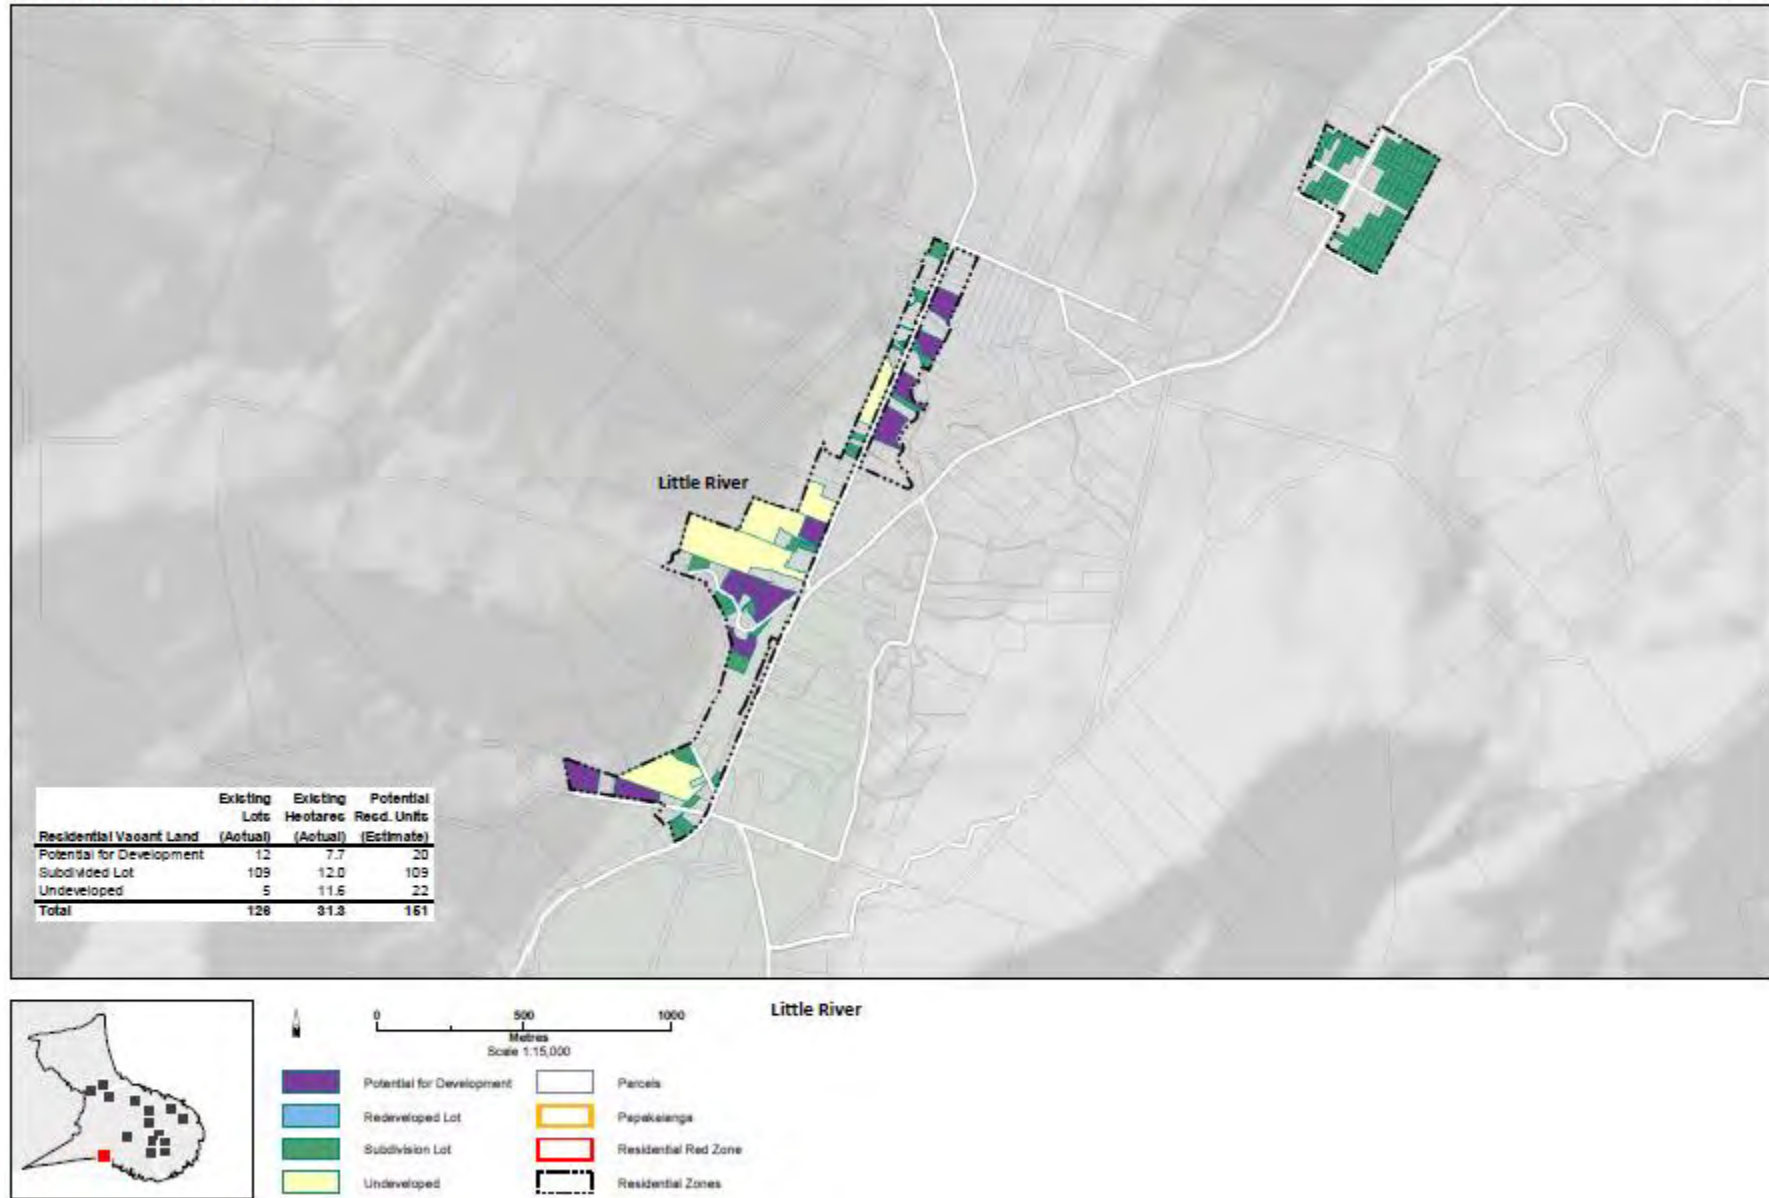 Little River
Existing Existing Potential
Lots Hectares Resd. Units
Residential Vacant Land (Actual) (Actual) (Estimate)
Potential for Development 12 7.7 20
Subdivided Lot 109 12.0 109
Undeveloped 5 11.6 22
Total 126 31.3 151
0 500 1000
Metres
Scale 1:15,000
Little River
Potential for Development
Parcels
Redeveloped Lot
Papakaianga
Subdivision Lot
Residential Red Zone
Undeveloped
Residential Zones